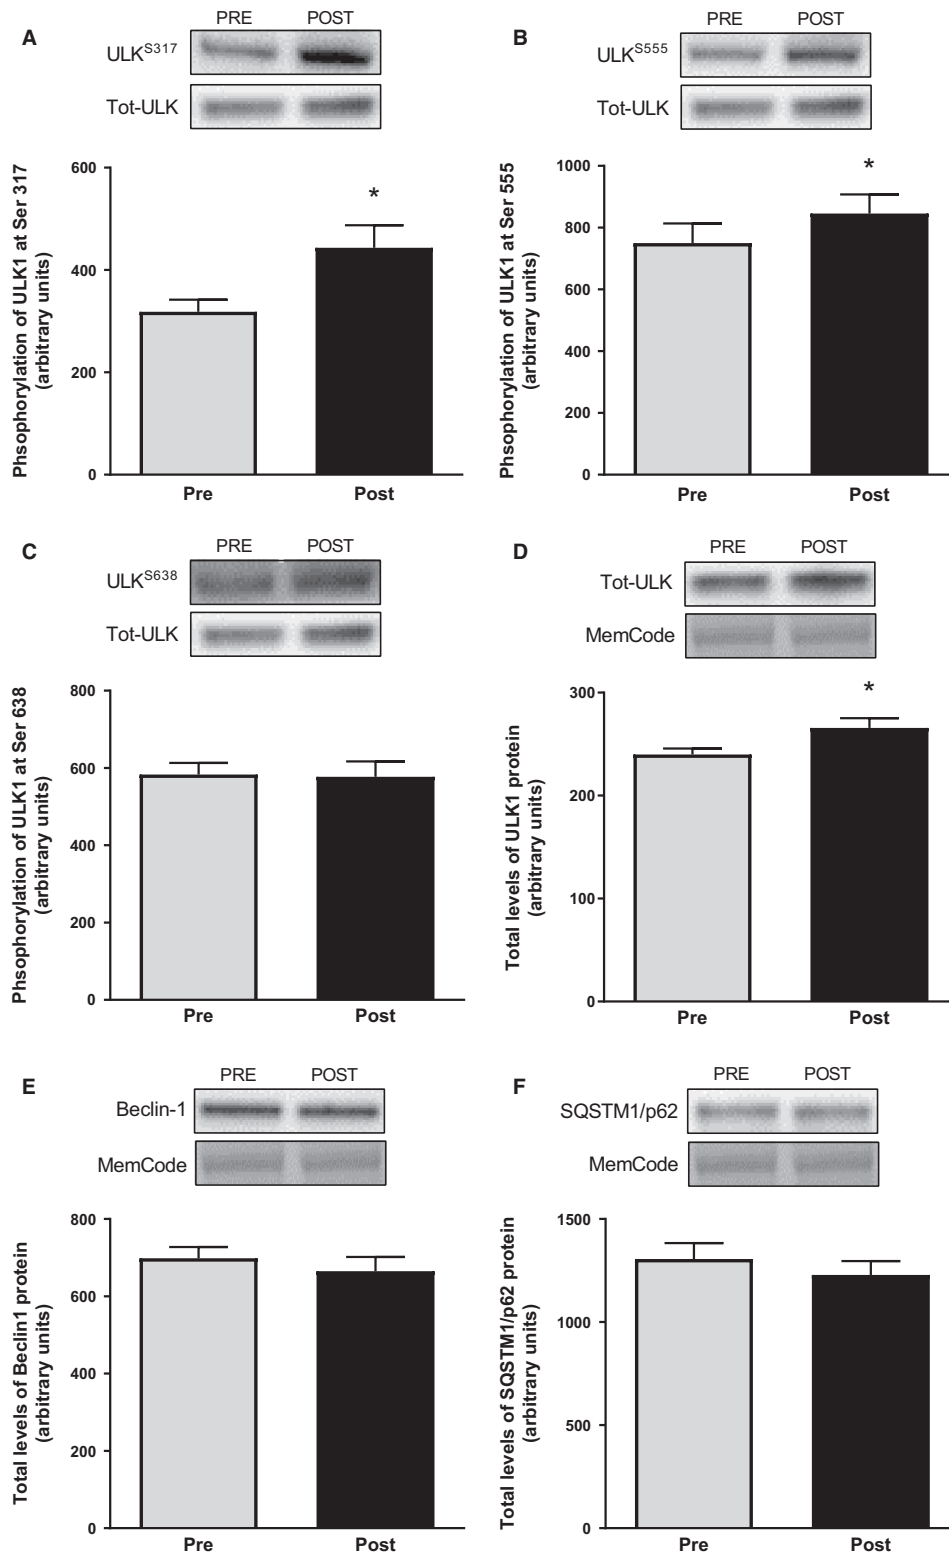 A
PRE POST
ULK^S317
Tot-ULK
Phsophorylation of ULK1 at Ser 317
(arbitrary units)
600
*
400
200
0
Pre Post
B
PRE POST
ULK^S555
Tot-ULK
Phsophorylation of ULK1 at Ser 555
(arbitrary units)
1000
*
800
600
400
200
0
Pre Post
C
PRE POST
ULK^S638
Tot-ULK
Phsophorylation of ULK1 at Ser 638
(arbitrary units)
800
600
400
200
0
Pre Post
D
PRE POST
Tot-ULK
MemCode
Total levels of ULK1 protein
(arbitrary units)
300
*
200
100
0
Pre Post
E
PRE POST
Beclin-1
MemCode
Total levels of Beclin1 protein
(arbitrary units)
800
600
400
200
0
Pre Post
F
PRE POST
SQSTM1/p62
MemCode
Total levels of SQSTM1/p62 protein
(arbitrary units)
1500
1000
500
0
Pre Post